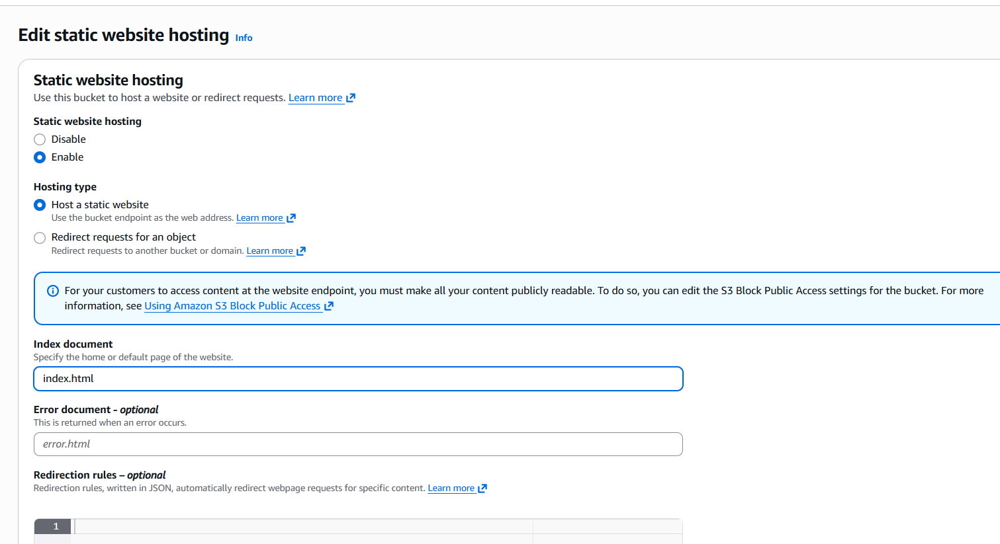 Edit static website hosting Info
Static website hosting
Use this bucket to host a website or redirect requests. Learn more
Static website hosting
Disable
Enable
Hosting type
Host a static website
Use the bucket endpoint as the web address. Learn more
Redirect requests for an object
Redirect requests to another bucket or domain. Learn more
For your customers to access content at the website endpoint, you must make all your content publicly readable. To do so, you can edit the S3 Block Public Access settings for the bucket. For more
information, see Using Amazon S3 Block Public Access
Index document
Specify the home or default page of the website.
index.html
Error document - optional
This is returned when an error occurs.
error.html
Redirection rules – optional
Redirection rules, written in JSON, automatically redirect webpage requests for specific content. Learn more
1